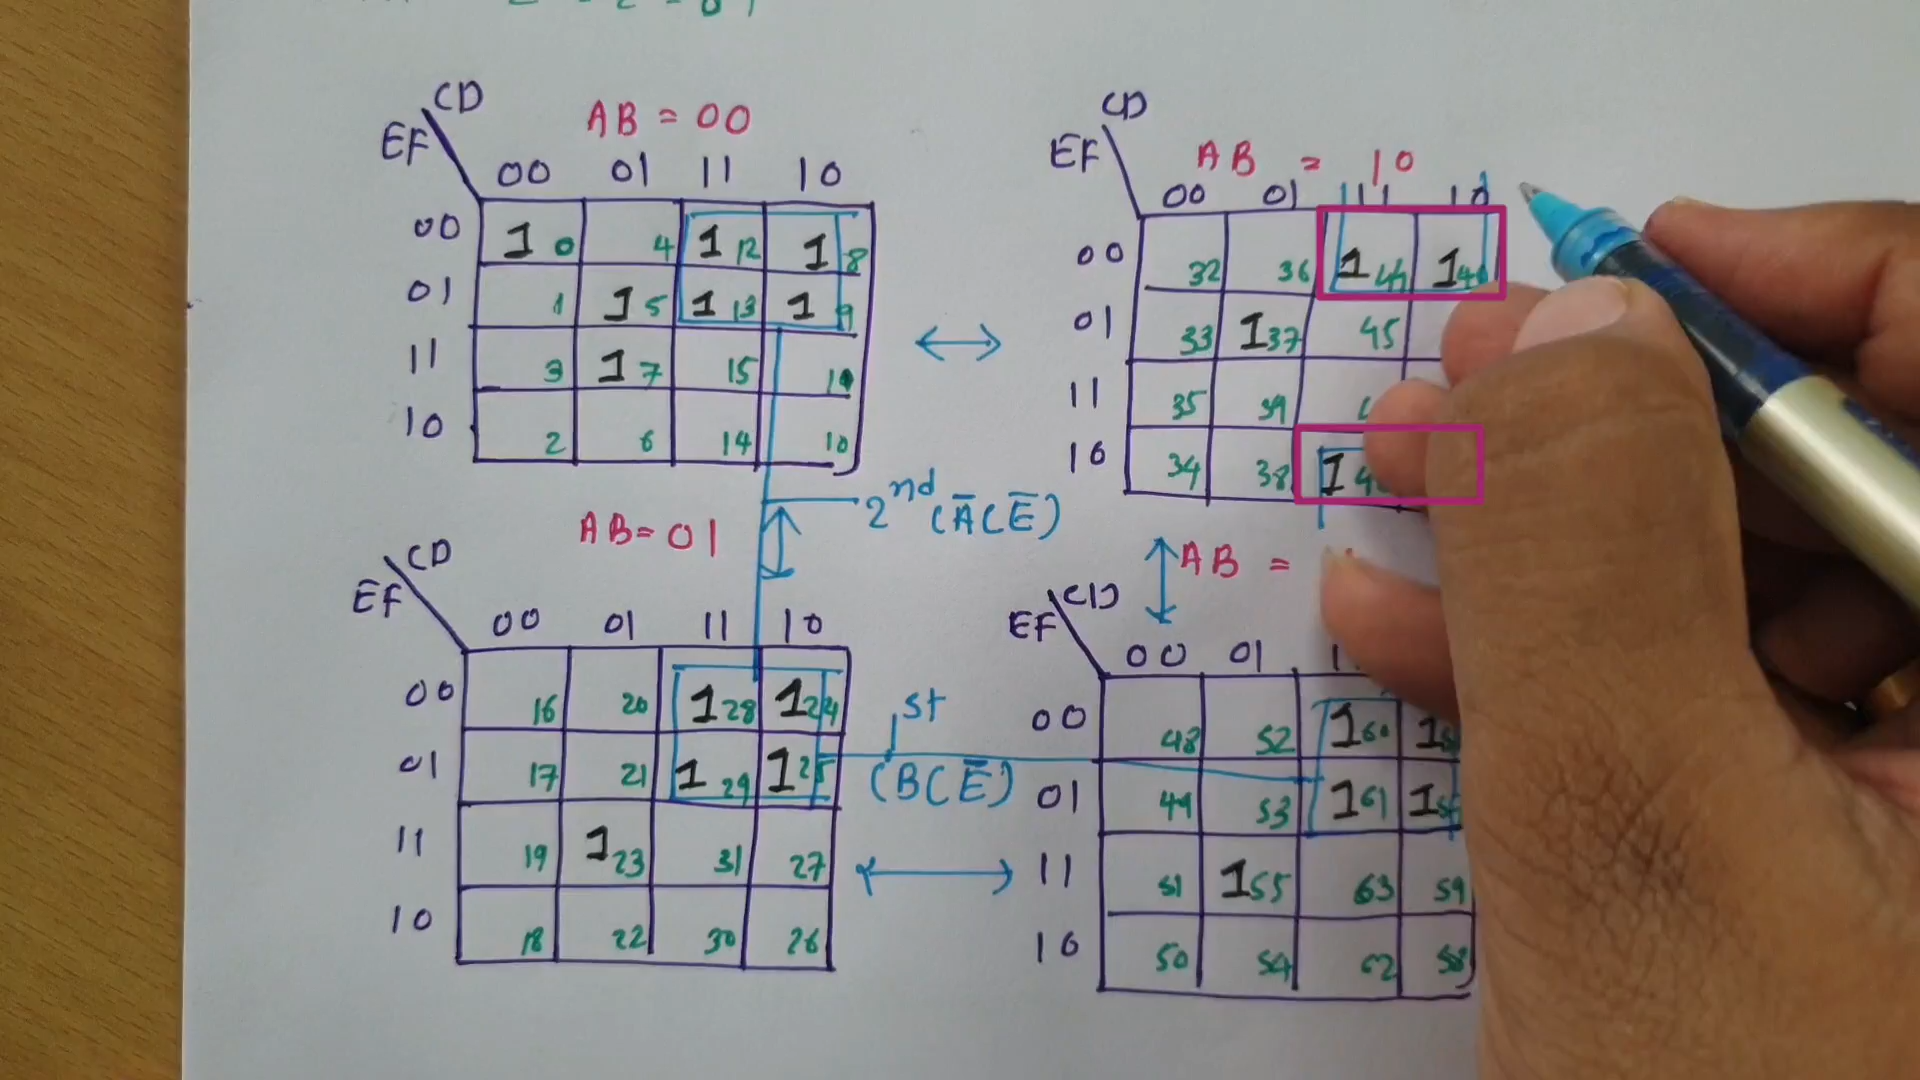 CD
EF
AB = 00
00 01 11 10
00 1 0 4 1 12 1 8
01 1 1 5 1 13 1 9
11 3 1 7 15
10 2 6 14 10
CD
EF
AB = 10
00 01 11 10
00 32 36 1 44 1
01 33 1 37 45
11 35 39
10 34 38 1
2nd (ĀCĒ)
AB = 01
CD
EF
00 01 11 10
00 16 20 1 28 1 24
01 17 21 1 29 1 25
11 19 1 23 31 27
10 18 22 30 26
1st
(BCĒ)
AB =
CD
EF
00 01
00 48 52 1 60 1
01 49 53 1 61 1
11 51 1 55 63 59
10 50 54 62 58